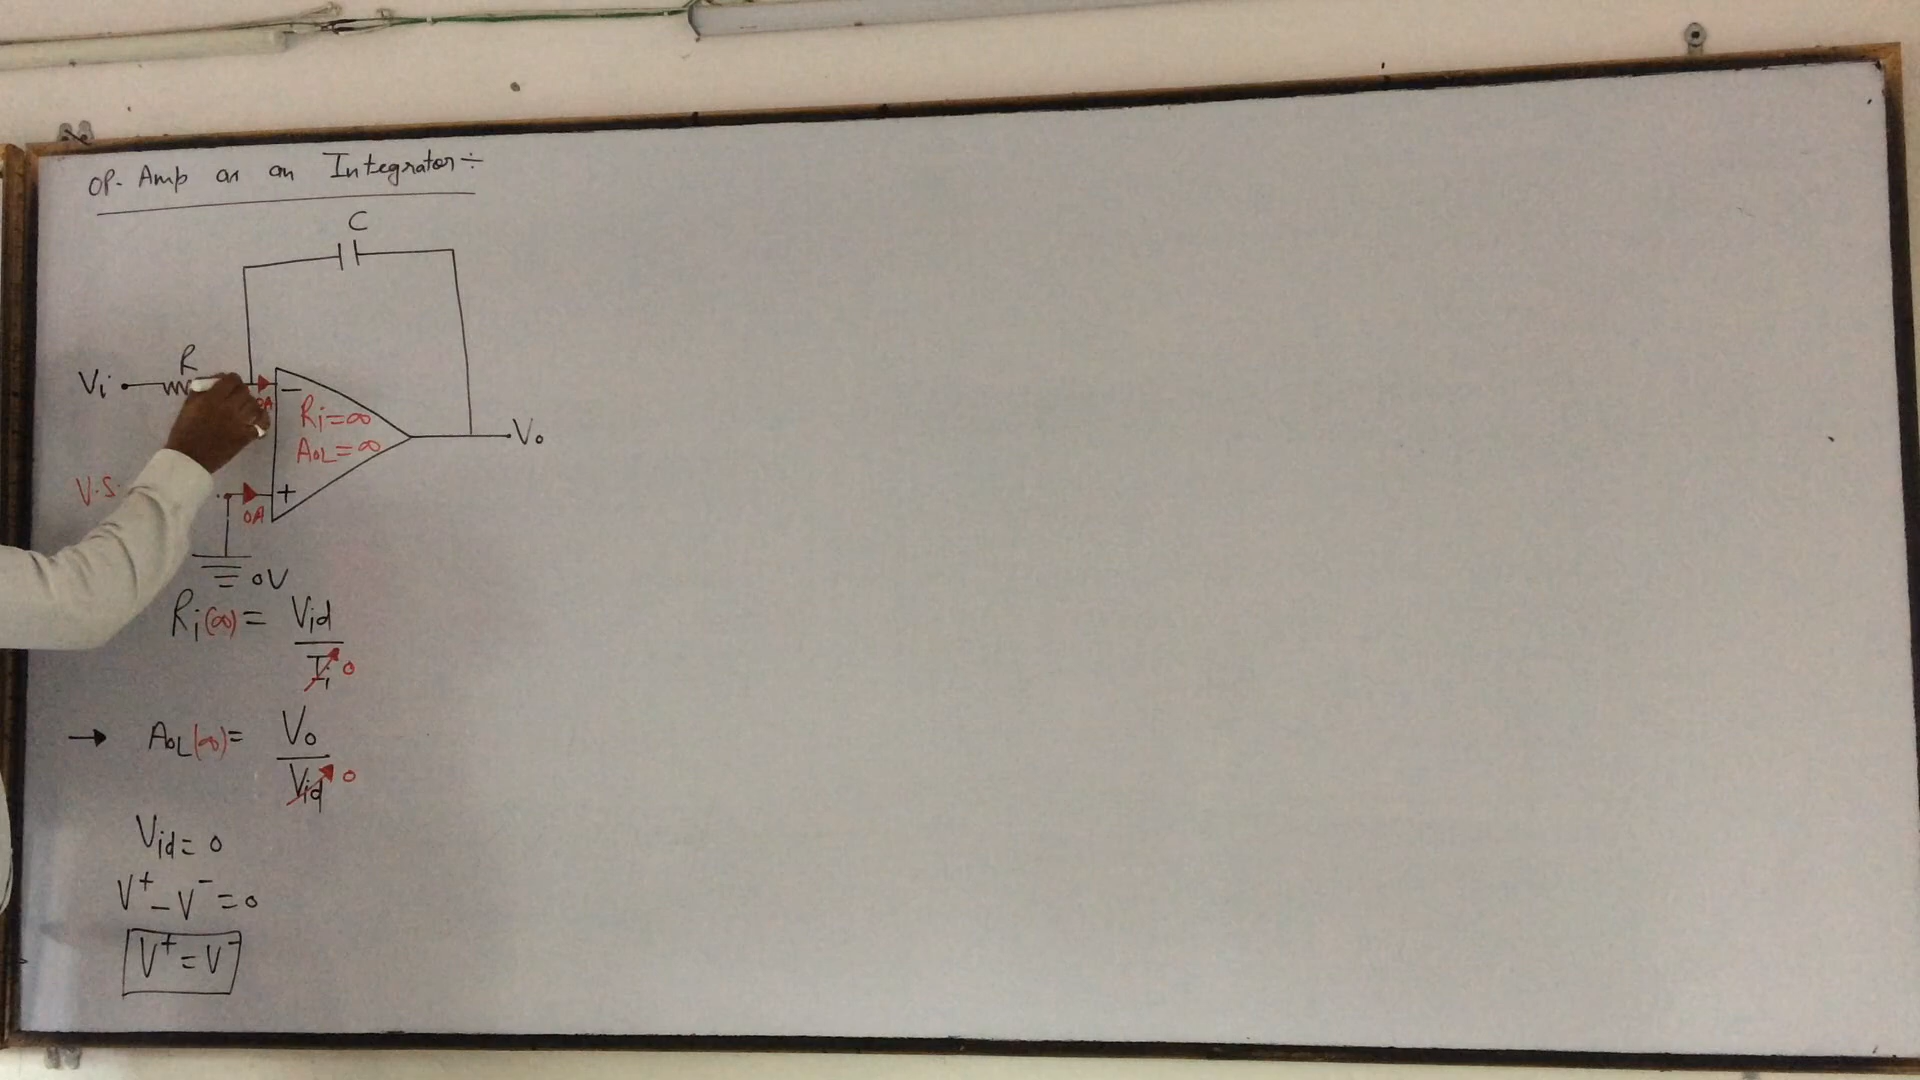 OP-Amp as an Integrator÷
C
R
Vi
−
0A
Ri=∞
AOL=∞
Vo
V.S.
+
0A
0V
Ri(∞) = Vid
Ii 0
→ AOL(∞)= Vo
Vid 0
Vid = 0
V⁺ − V⁻ = 0
V⁺ = V⁻